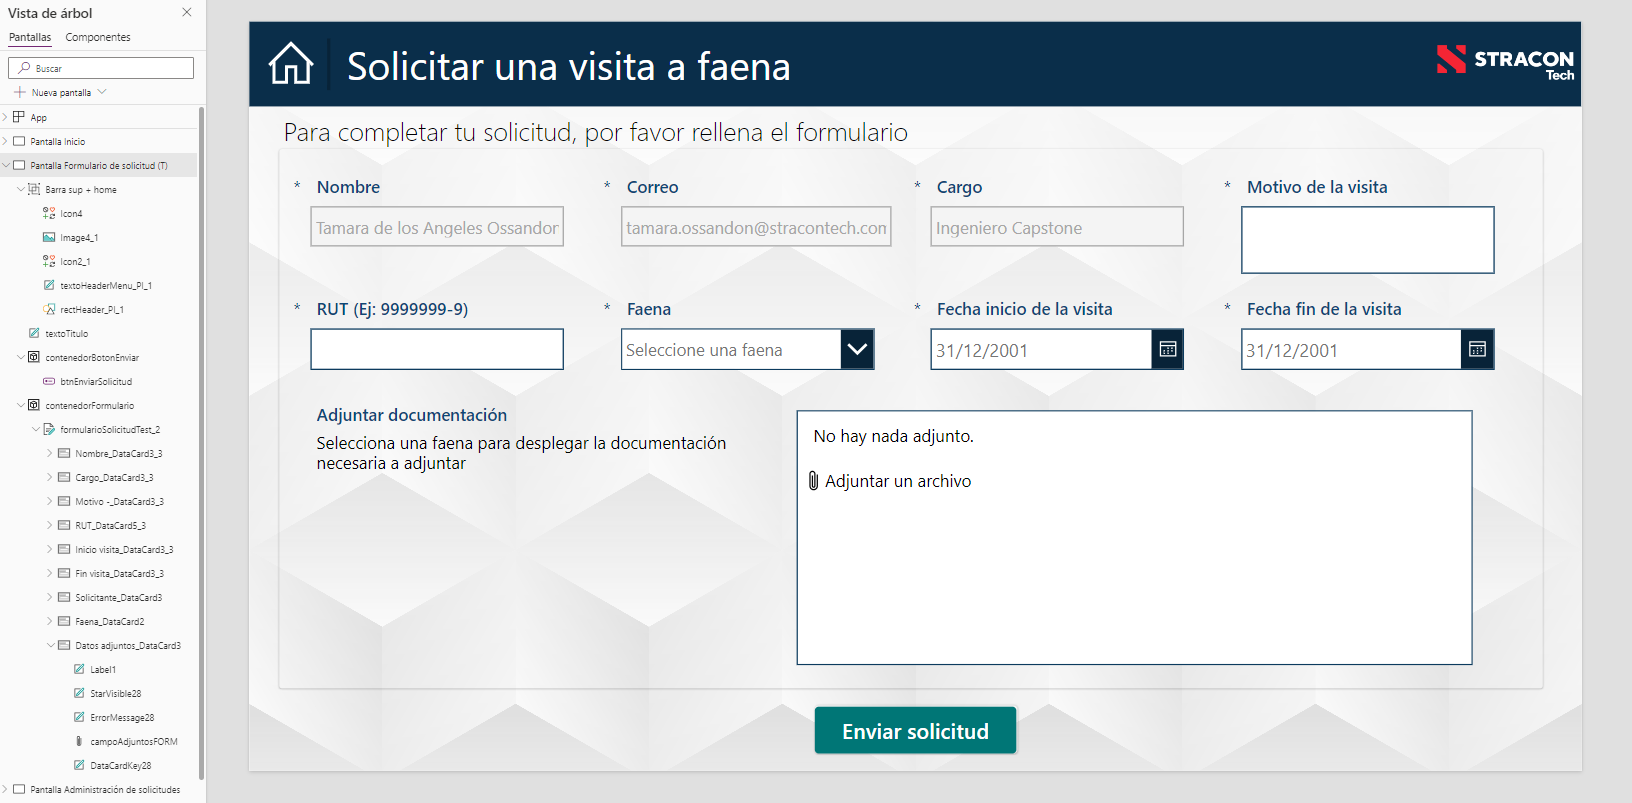 Vista de árbol
Pantallas Componentes
Buscar
Nueva pantalla
App
Pantalla Inicio
Pantalla Formulario de solicitud (T)
Barra sup + home
Icon4
Image4_1
Icon2_1
textoHeaderMenu_PI_1
rectHeader_PI_1
textoTitulo
contenedorBotonEnviar
btnEnviarSolicitud
contenedorFormulario
formularioSolicitudTest_2
Nombre_DataCard3_3
Cargo_DataCard3_3
Motivo -_DataCard3_3
RUT_DataCard5_3
Inicio visita_DataCard3_3
Fin visita_DataCard3_3
Solicitante_DataCard3
Faena_DataCard2
Datos adjuntos_DataCard3
Label1
StarVisible28
ErrorMessage28
campoAdjuntosFORM
DataCardKey28
Pantalla Administración de solicitudes
Solicitar una visita a faena
STRACON
Tech
Para completar tu solicitud, por favor rellena el formulario
* Nombre * Correo * Cargo * Motivo de la visita
Tamara de los Angeles Ossandor tamara.ossandon@stracontech.con Ingeniero Capstone
* RUT (Ej: 9999999-9) * Faena * Fecha inicio de la visita * Fecha fin de la visita
Seleccione una faena 31/12/2001 31/12/2001
Adjuntar documentación
Selecciona una faena para desplegar la documentación
necesaria a adjuntar
No hay nada adjunto.
Adjuntar un archivo
Enviar solicitud